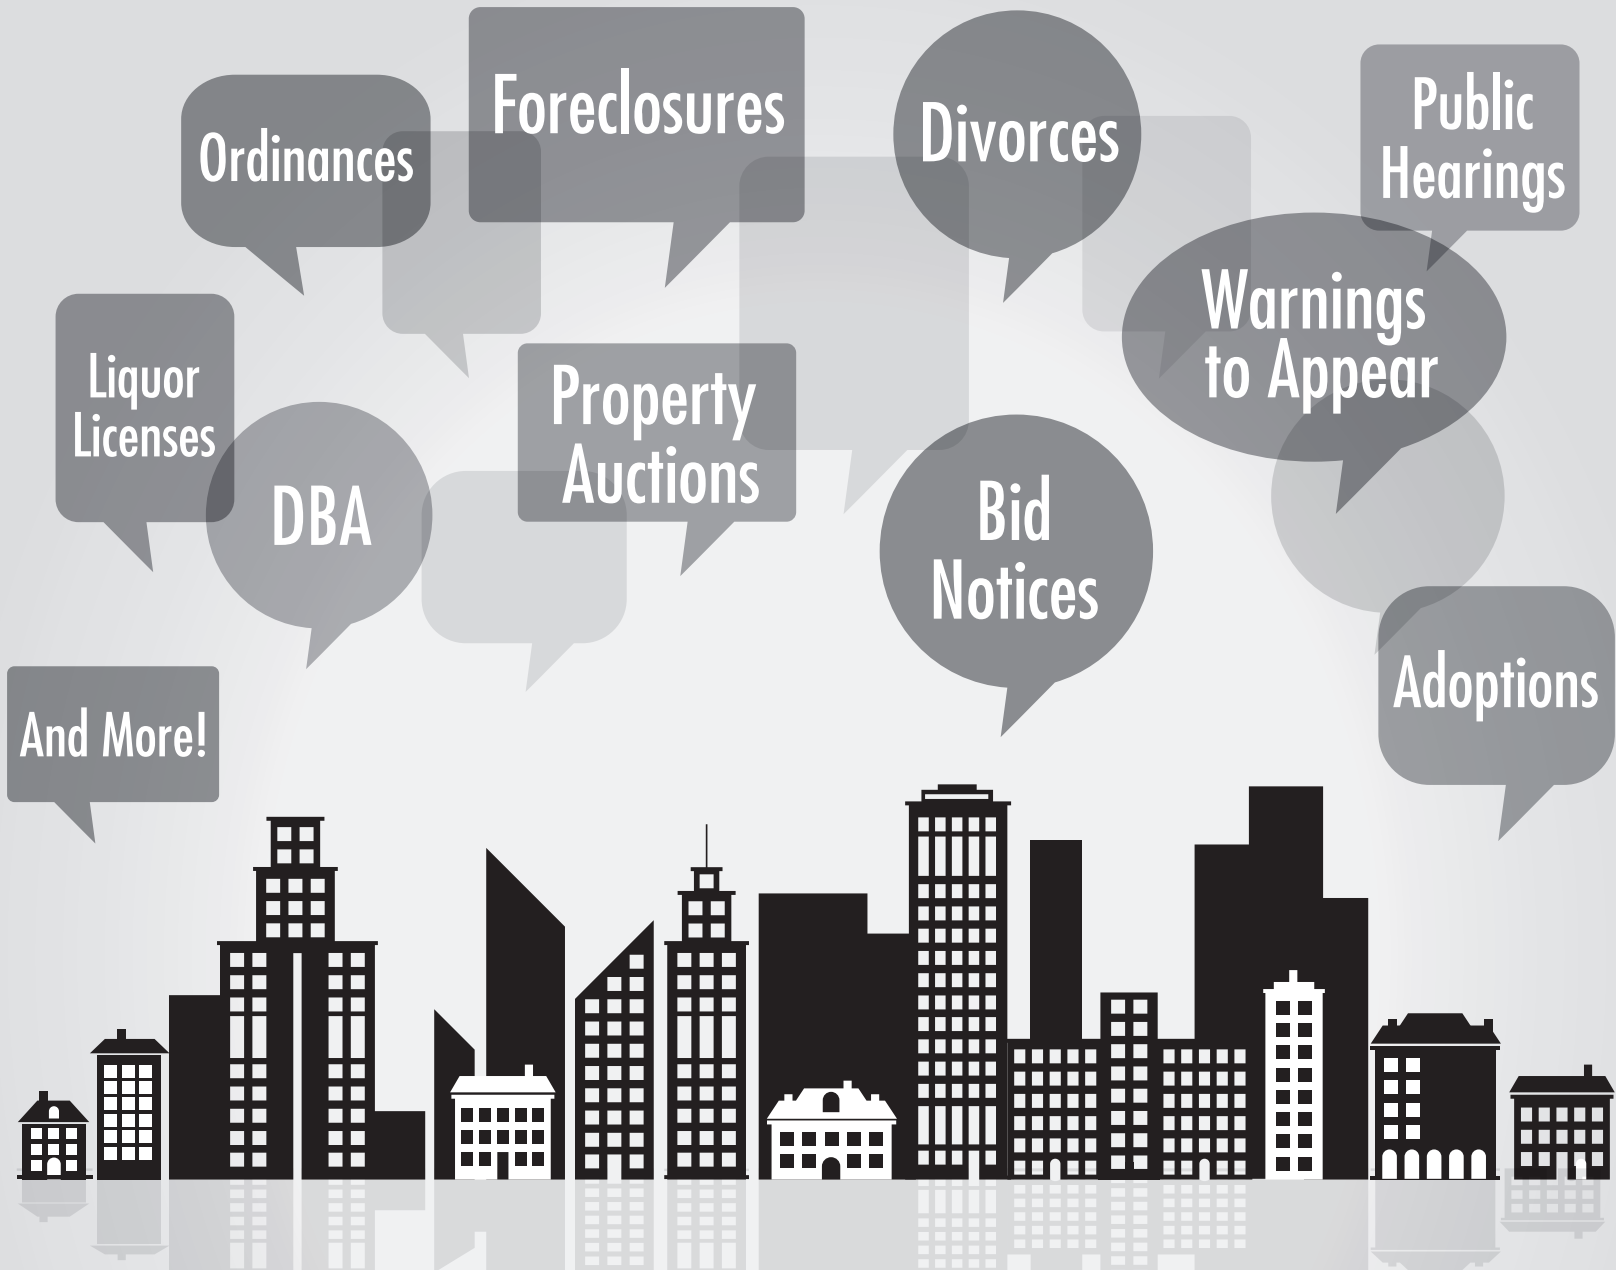 Foreclosures
Divorces
Public
Hearings
Ordinances
Warnings
to Appear
Liquor
Licenses
Property
Auctions
DBA
Bid
Notices
Adoptions
And More!